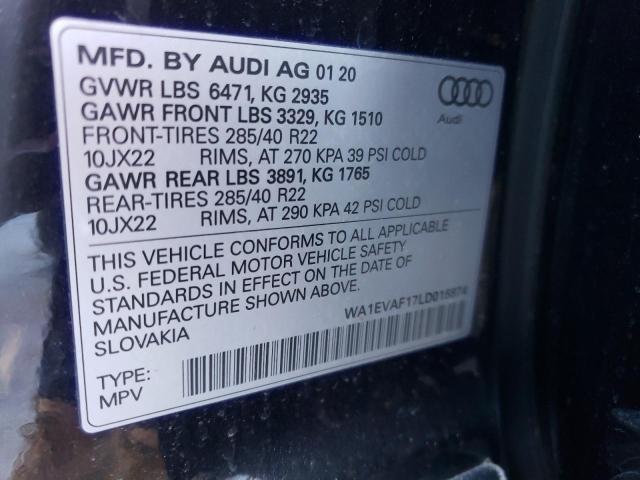 MFD. BY AUDI AG 01 20
GVWR LBS 6471, KG 2935
GAWR FRONT LBS 3329, KG 1510
FRONT-TIRES 285/40 R22
10JX22 RIMS, AT 270 KPA 39 PSI COLD
GAWR REAR LBS 3891, KG 1765
REAR-TIRES 285/40 R22
10JX22 RIMS, AT 290 KPA 42 PSI COLD
Audi
THIS VEHICLE CONFORMS TO ALL APPLICABLE
U.S. FEDERAL MOTOR VEHICLE SAFETY
STANDARDS IN EFFECT ON THE DATE OF
MANUFACTURE SHOWN ABOVE.
SLOVAKIA
TYPE:
MPV